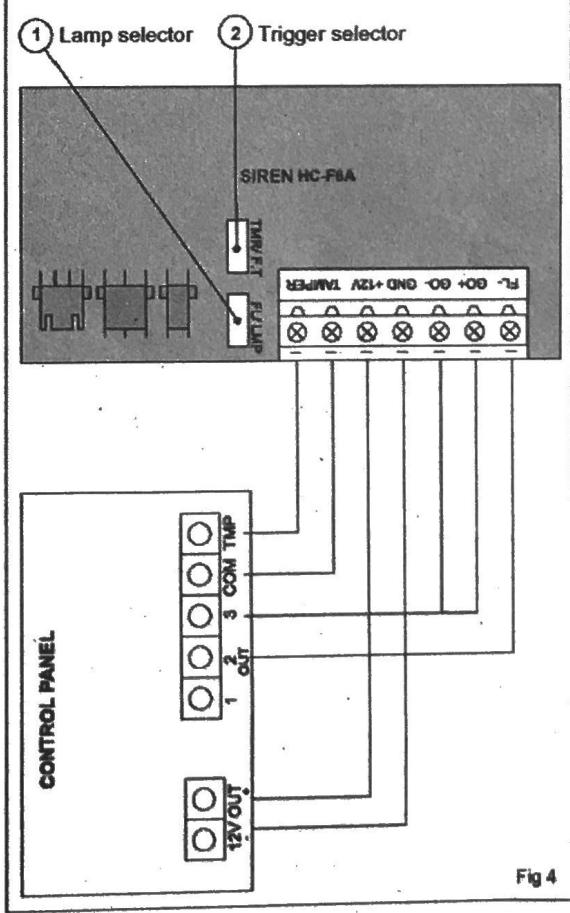 1 Lamp selector
2 Trigger selector
SIREN HC-F6A
TMR/ F.T
FL/ LMP
TAMPER +12V GND GO- GO+ FL-
CONTROL PANEL
TMP
COM
3
2
OUT
1
12V OUT
+
-
Fig 4